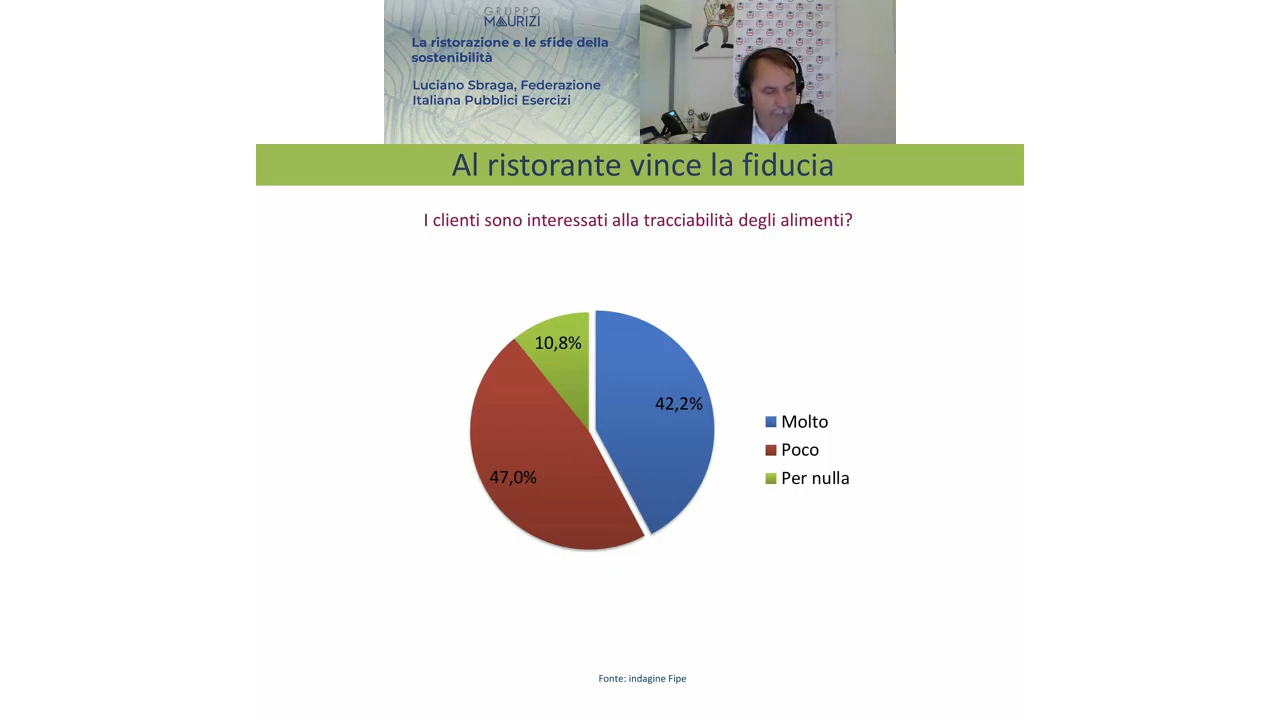 GRUPPO
MAURIZI
La ristorazione e le sfide della
sostenibilità
Luciano Sbraga, Federazione
Italiana Pubblici Esercizi
Al ristorante vince la fiducia
I clienti sono interessati alla tracciabilità degli alimenti?
10,8%
42,2%
47,0%
Molto
Poco
Per nulla
Fonte: indagine Fipe